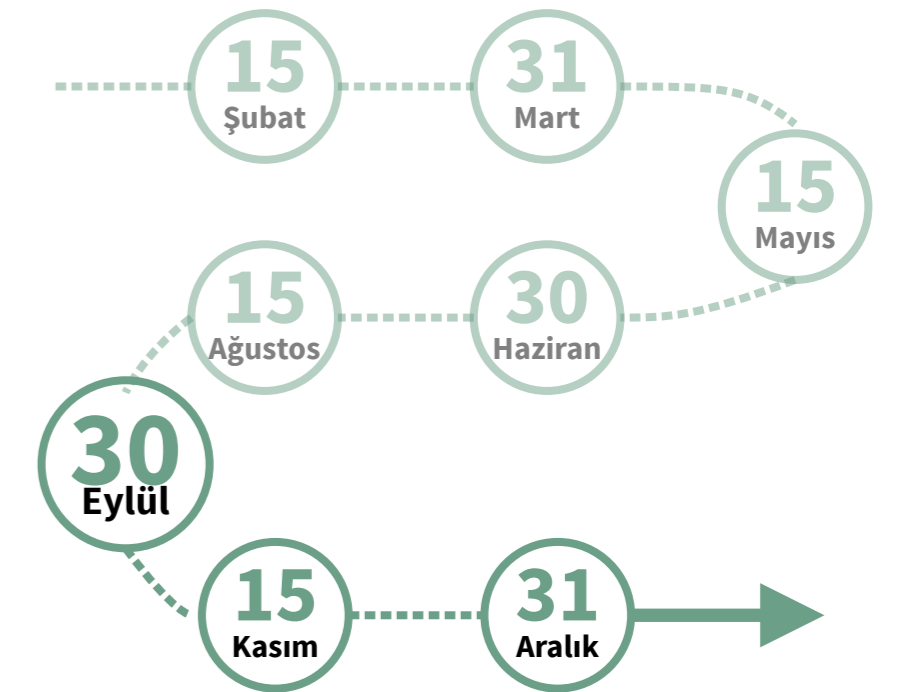 15
Şubat
31
Mart
15
Mayıs
30
Haziran
15
Ağustos
30
Eylül
15
Kasım
31
Aralık